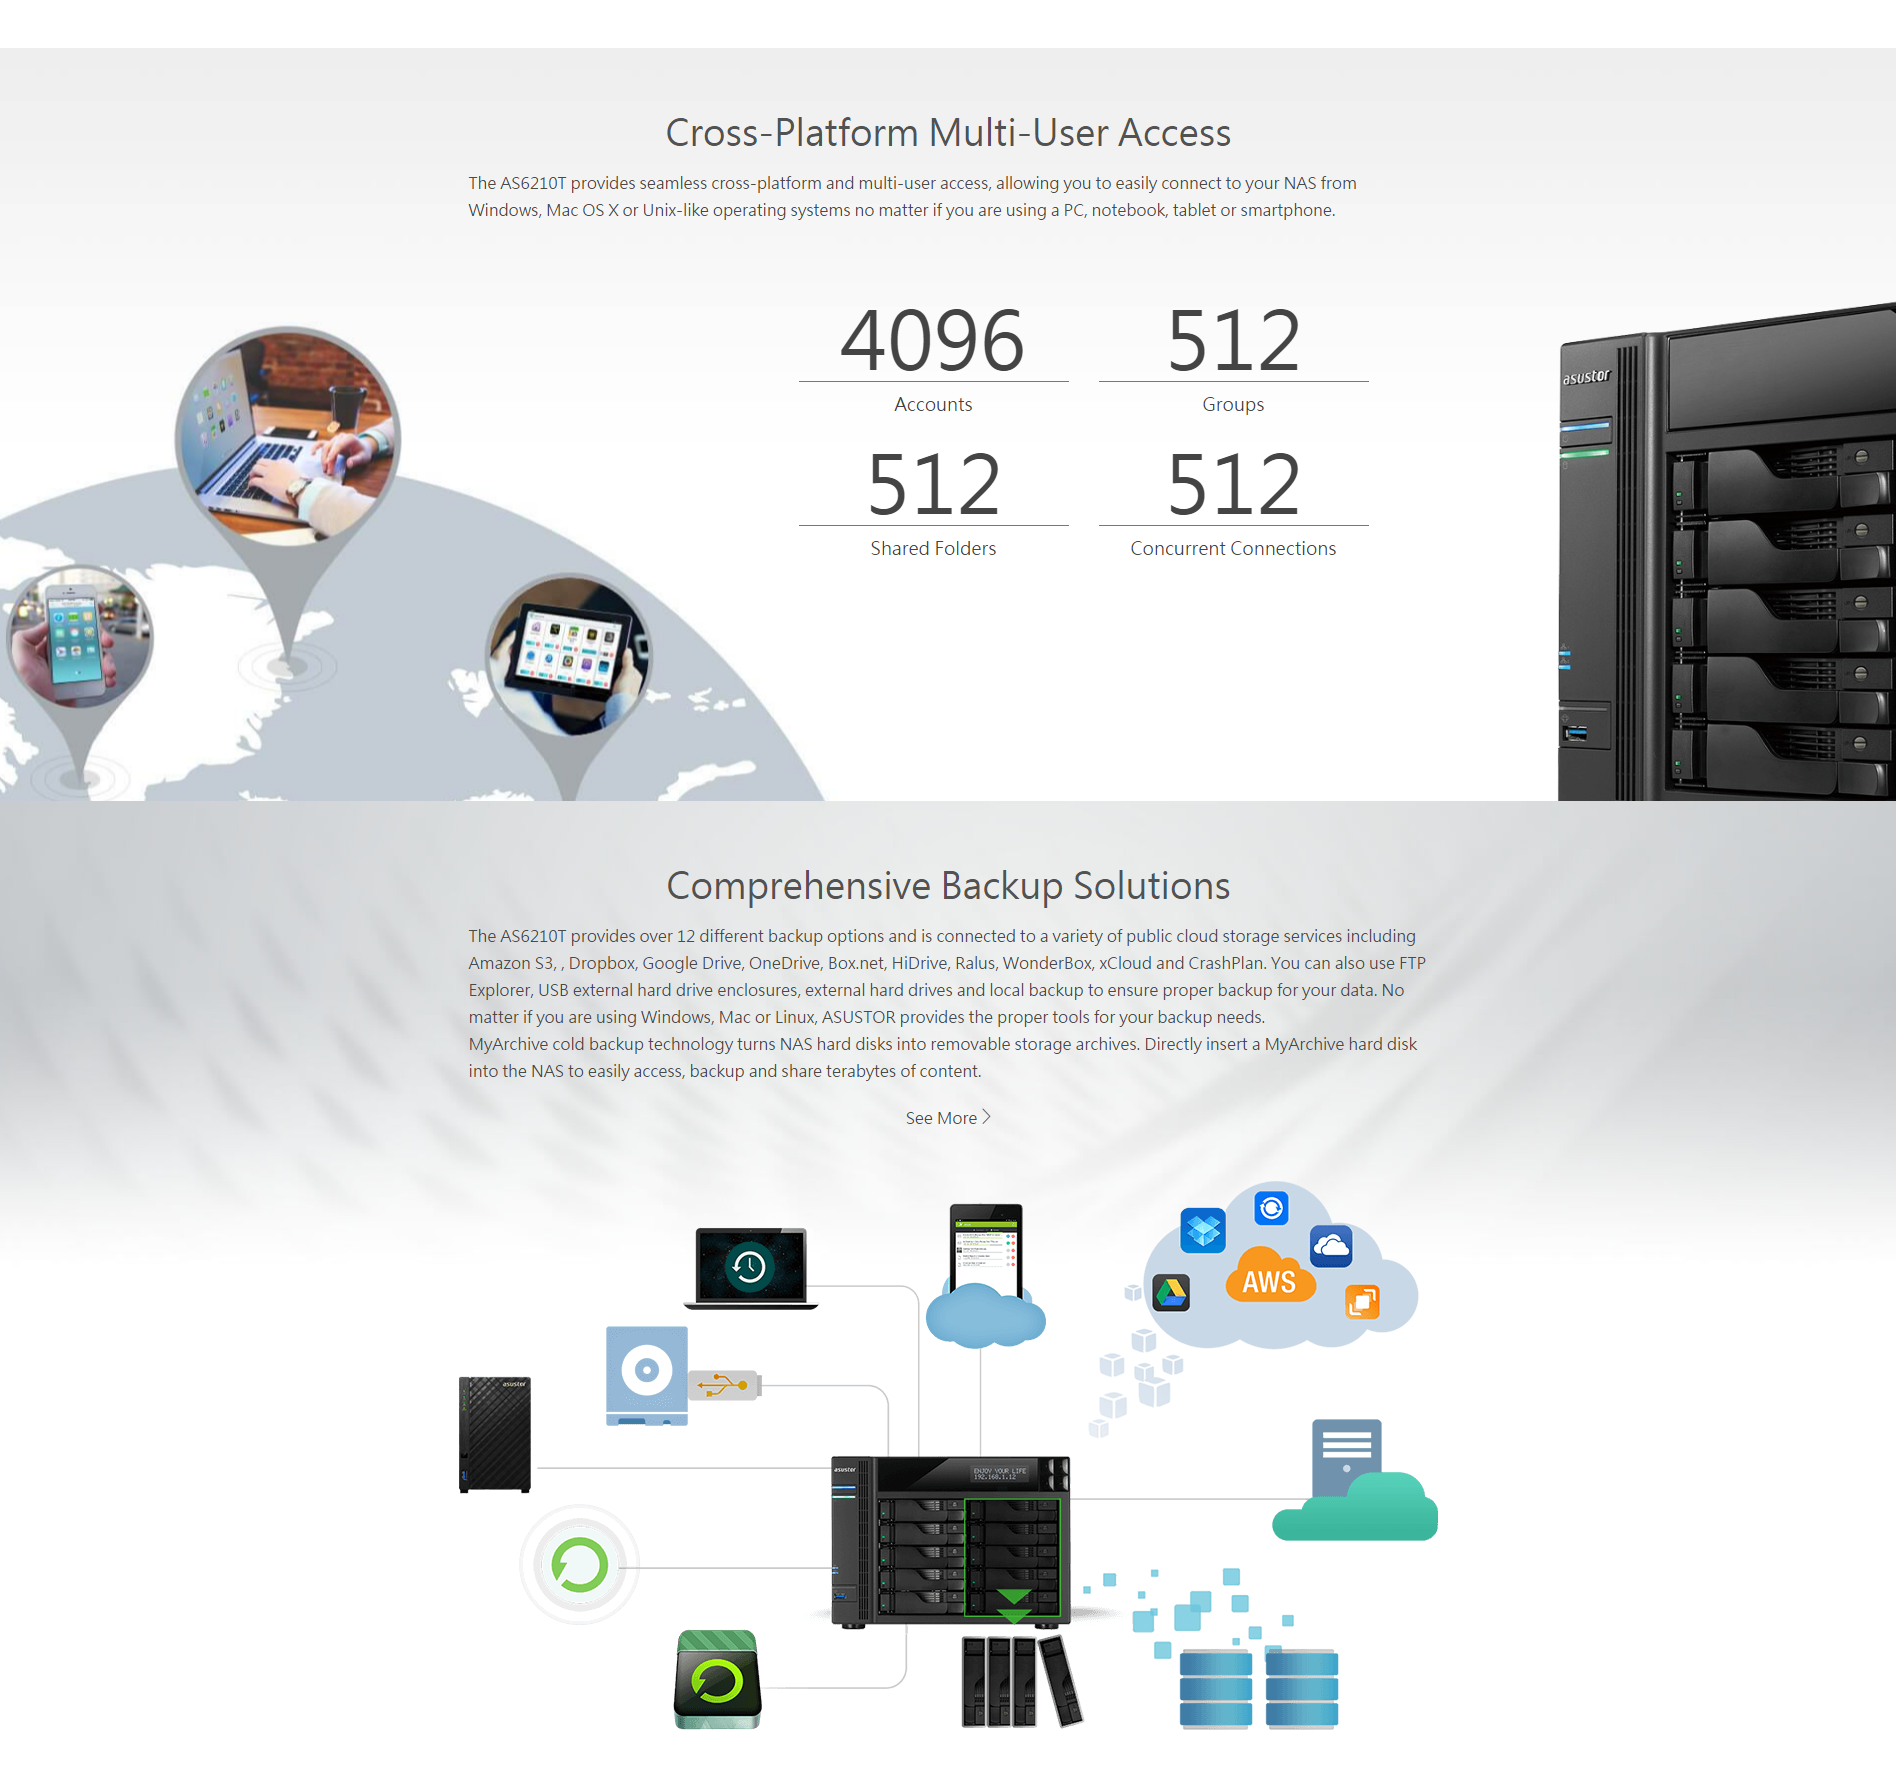 Cross-Platform Multi-User Access
The AS6210T provides seamless cross-platform and multi-user access, allowing you to easily connect to your NAS from
Windows, Mac OS X or Unix-like operating systems no matter if you are using a PC, notebook, tablet or smartphone.
4096
512
Accounts
Groups
512
512
Shared Folders
Concurrent Connections
asustor
Comprehensive Backup Solutions
The AS6210T provides over 12 different backup options and is connected to a variety of public cloud storage services including
Amazon S3, , Dropbox, Google Drive, OneDrive, Box.net, HiDrive, Ralus, WonderBox, xCloud and CrashPlan. You can also use FTP
Explorer, USB external hard drive enclosures, external hard drives and local backup to ensure proper backup for your data. No
matter if you are using Windows, Mac or Linux, ASUSTOR provides the proper tools for your backup needs.
MyArchive cold backup technology turns NAS hard disks into removable storage archives. Directly insert a MyArchive hard disk
into the NAS to easily access, backup and share terabytes of content.
See More
AWS
asustor
asustor
ENJOY YOUR LIFE
192.168.1.12